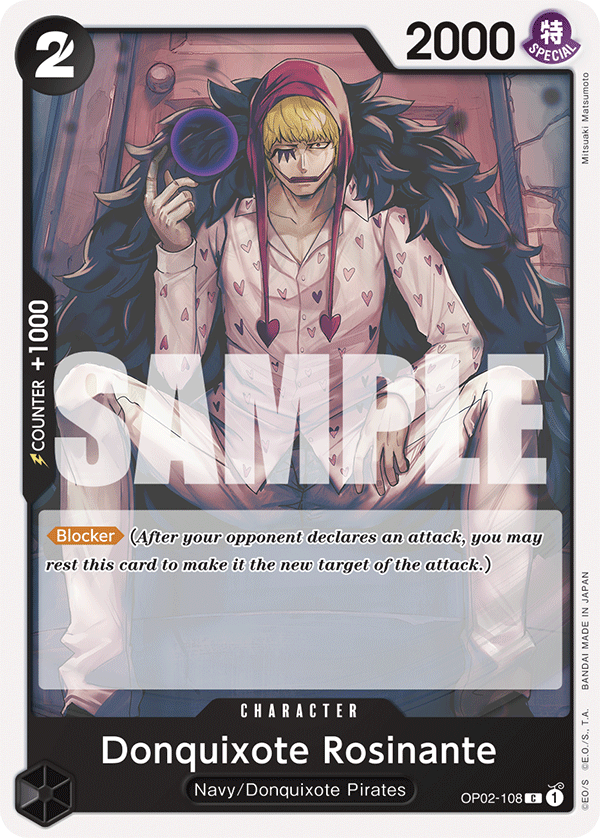 2
2000
特
SPECIAL
Mitsuaki Matsumoto
COUNTER +1000
SAMPLE
Blocker (After your opponent declares an attack, you may
rest this card to make it the new target of the attack.)
CHARACTER
Donquixote Rosinante
Navy/Donquixote Pirates
OP02-108 C 1
©EO/S ©E.O./S., T.A. BANDAI MADE IN JAPAN